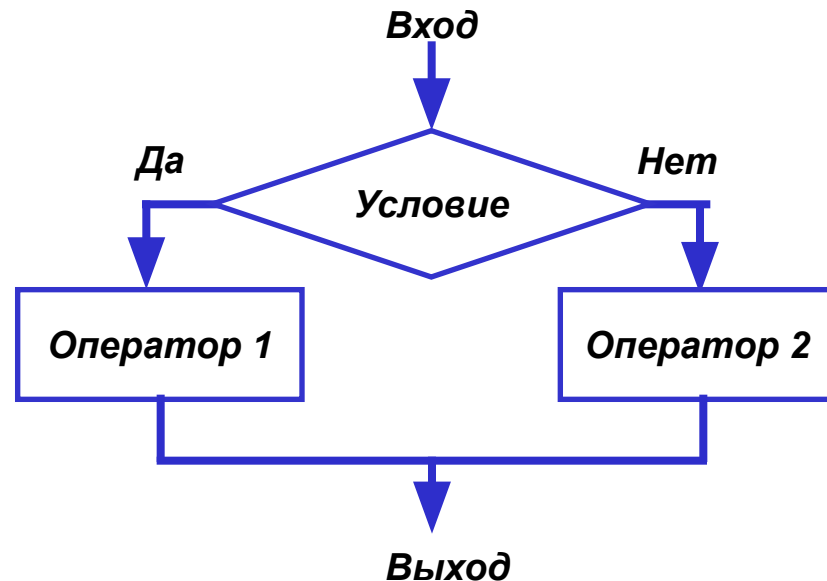 Вход
Да
Нет
Условие
Оператор 1
Оператор 2
Выход